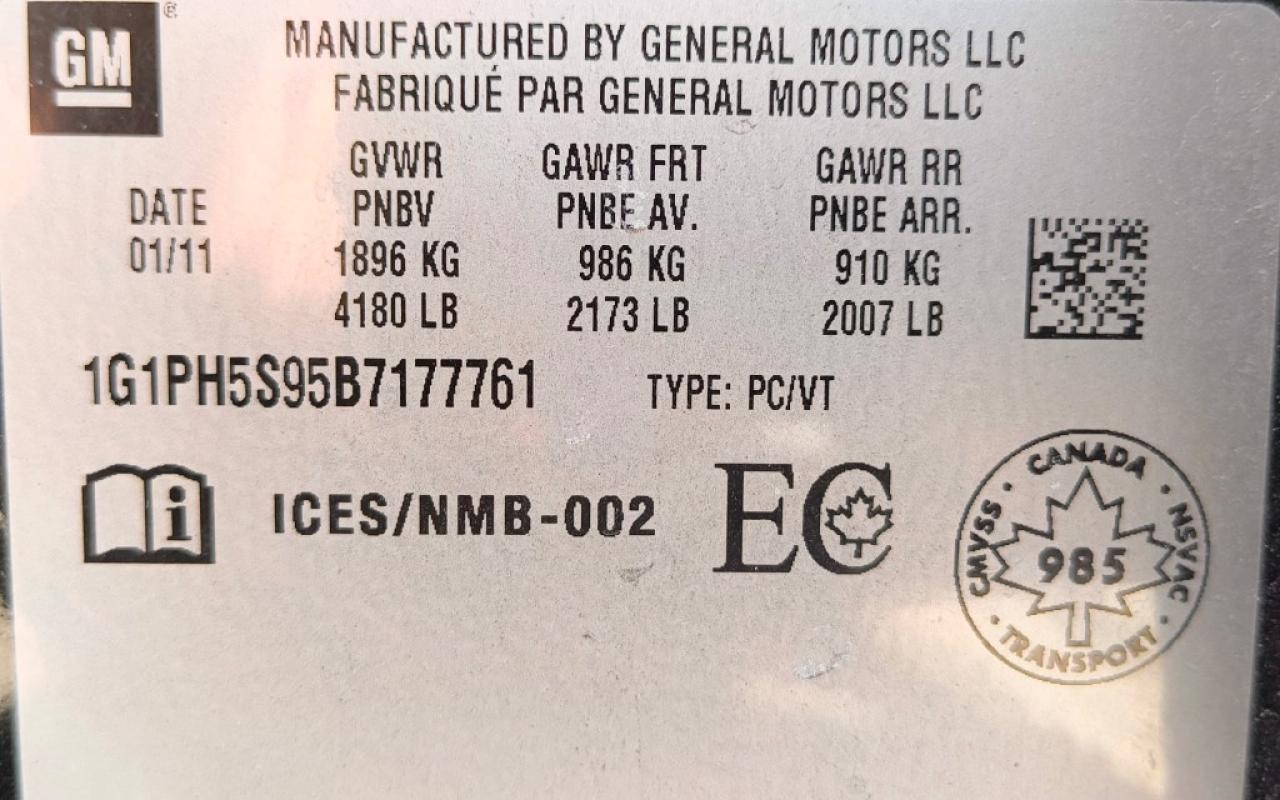 GM®
MANUFACTURED BY GENERAL MOTORS LLC
FABRIQUÉ PAR GENERAL MOTORS LLC
DATE
01/11
GVWR
PNBV
1896 KG
4180 LB
GAWR FRT
PNBE AV.
986 KG
2173 LB
GAWR RR
PNBE ARR.
910 KG
2007 LB
1G1PH5S95B7177761
TYPE: PC/VT
i
ICES/NMB-002
EC
CANADA · NSVAC · TRANSPORT · CMVSS ·
985